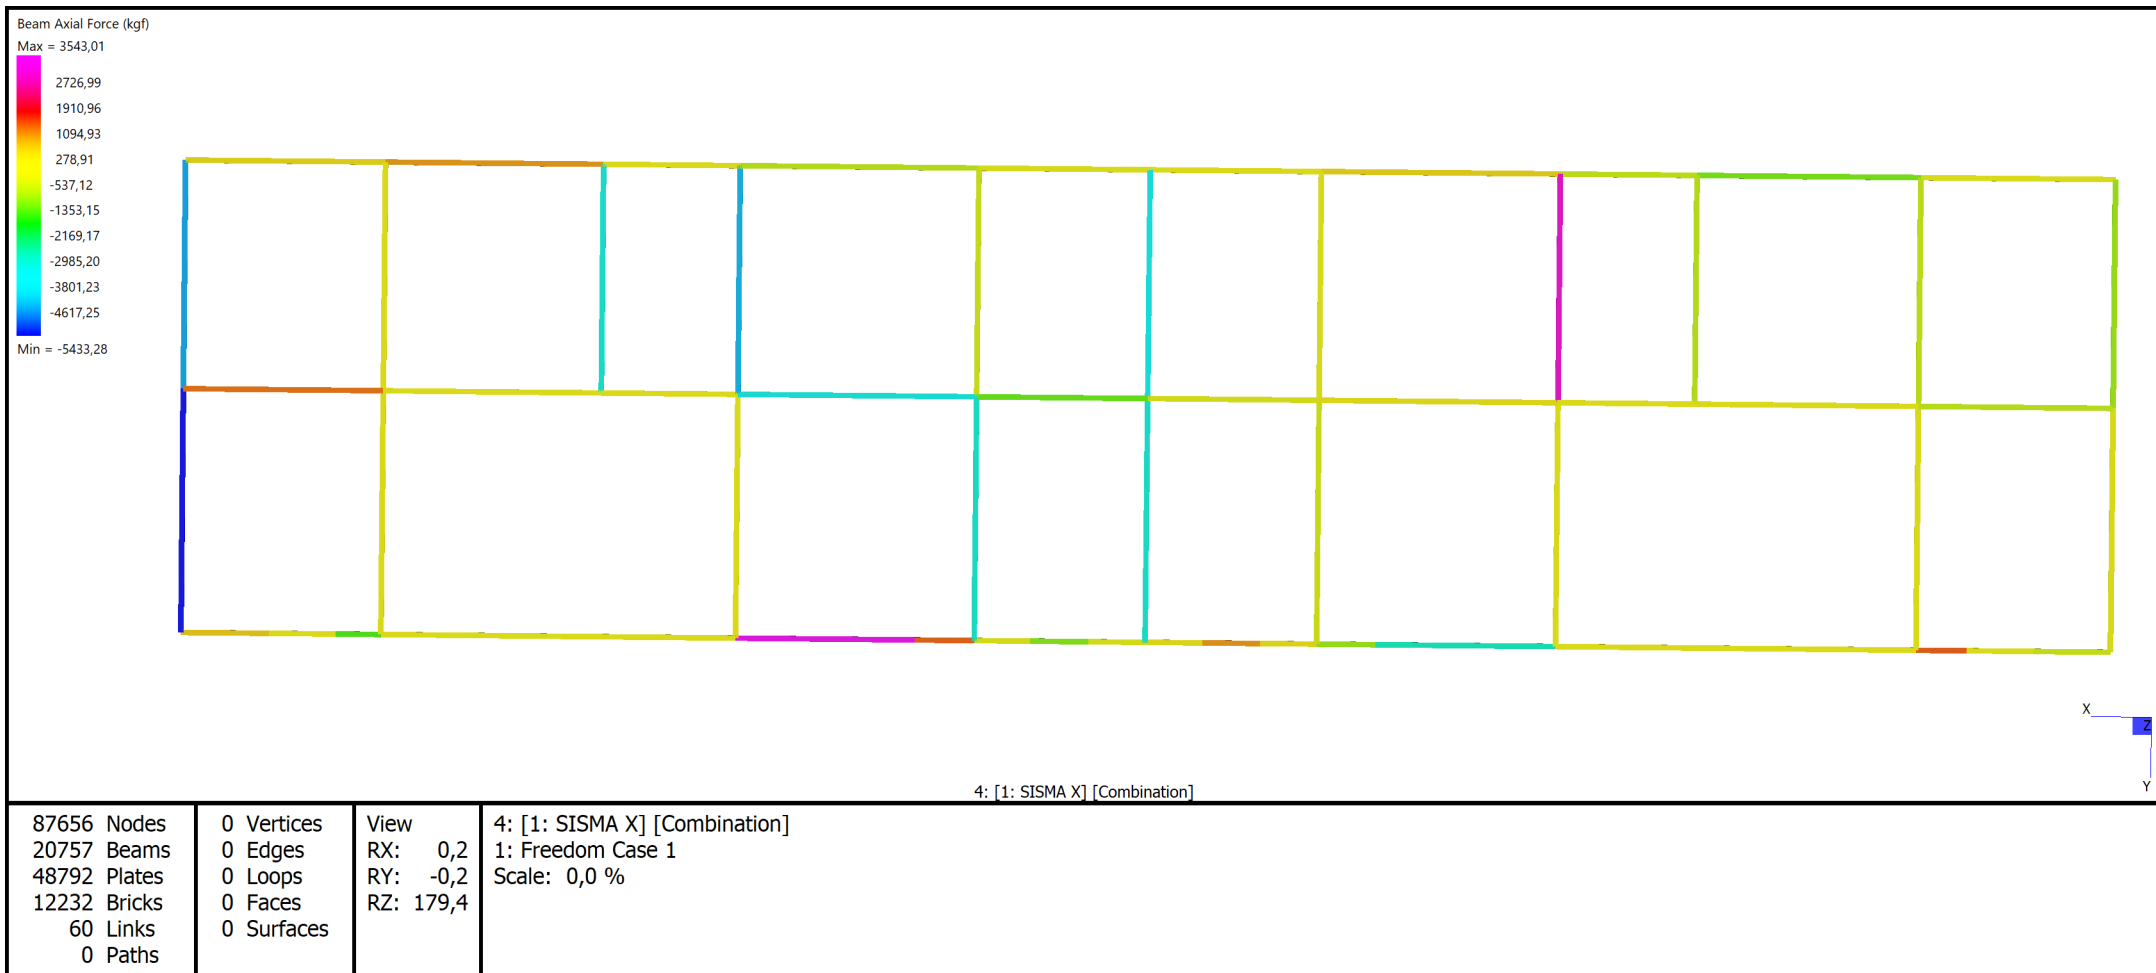 Beam Axial Force (kgf)
Max = 3543,01
2726,99
1910,96
1094,93
278,91
-537,12
-1353,15
-2169,17
-2985,20
-3801,23
-4617,25
Min = -5433,28
X
Z
Y
4: [1: SISMA X] [Combination]
87656 Nodes
20757 Beams
48792 Plates
12232 Bricks
60 Links
0 Paths
0 Vertices
0 Edges
0 Loops
0 Faces
0 Surfaces
View
RX: 0,2
RY: -0,2
RZ: 179,4
4: [1: SISMA X] [Combination]
1: Freedom Case 1
Scale: 0,0 %